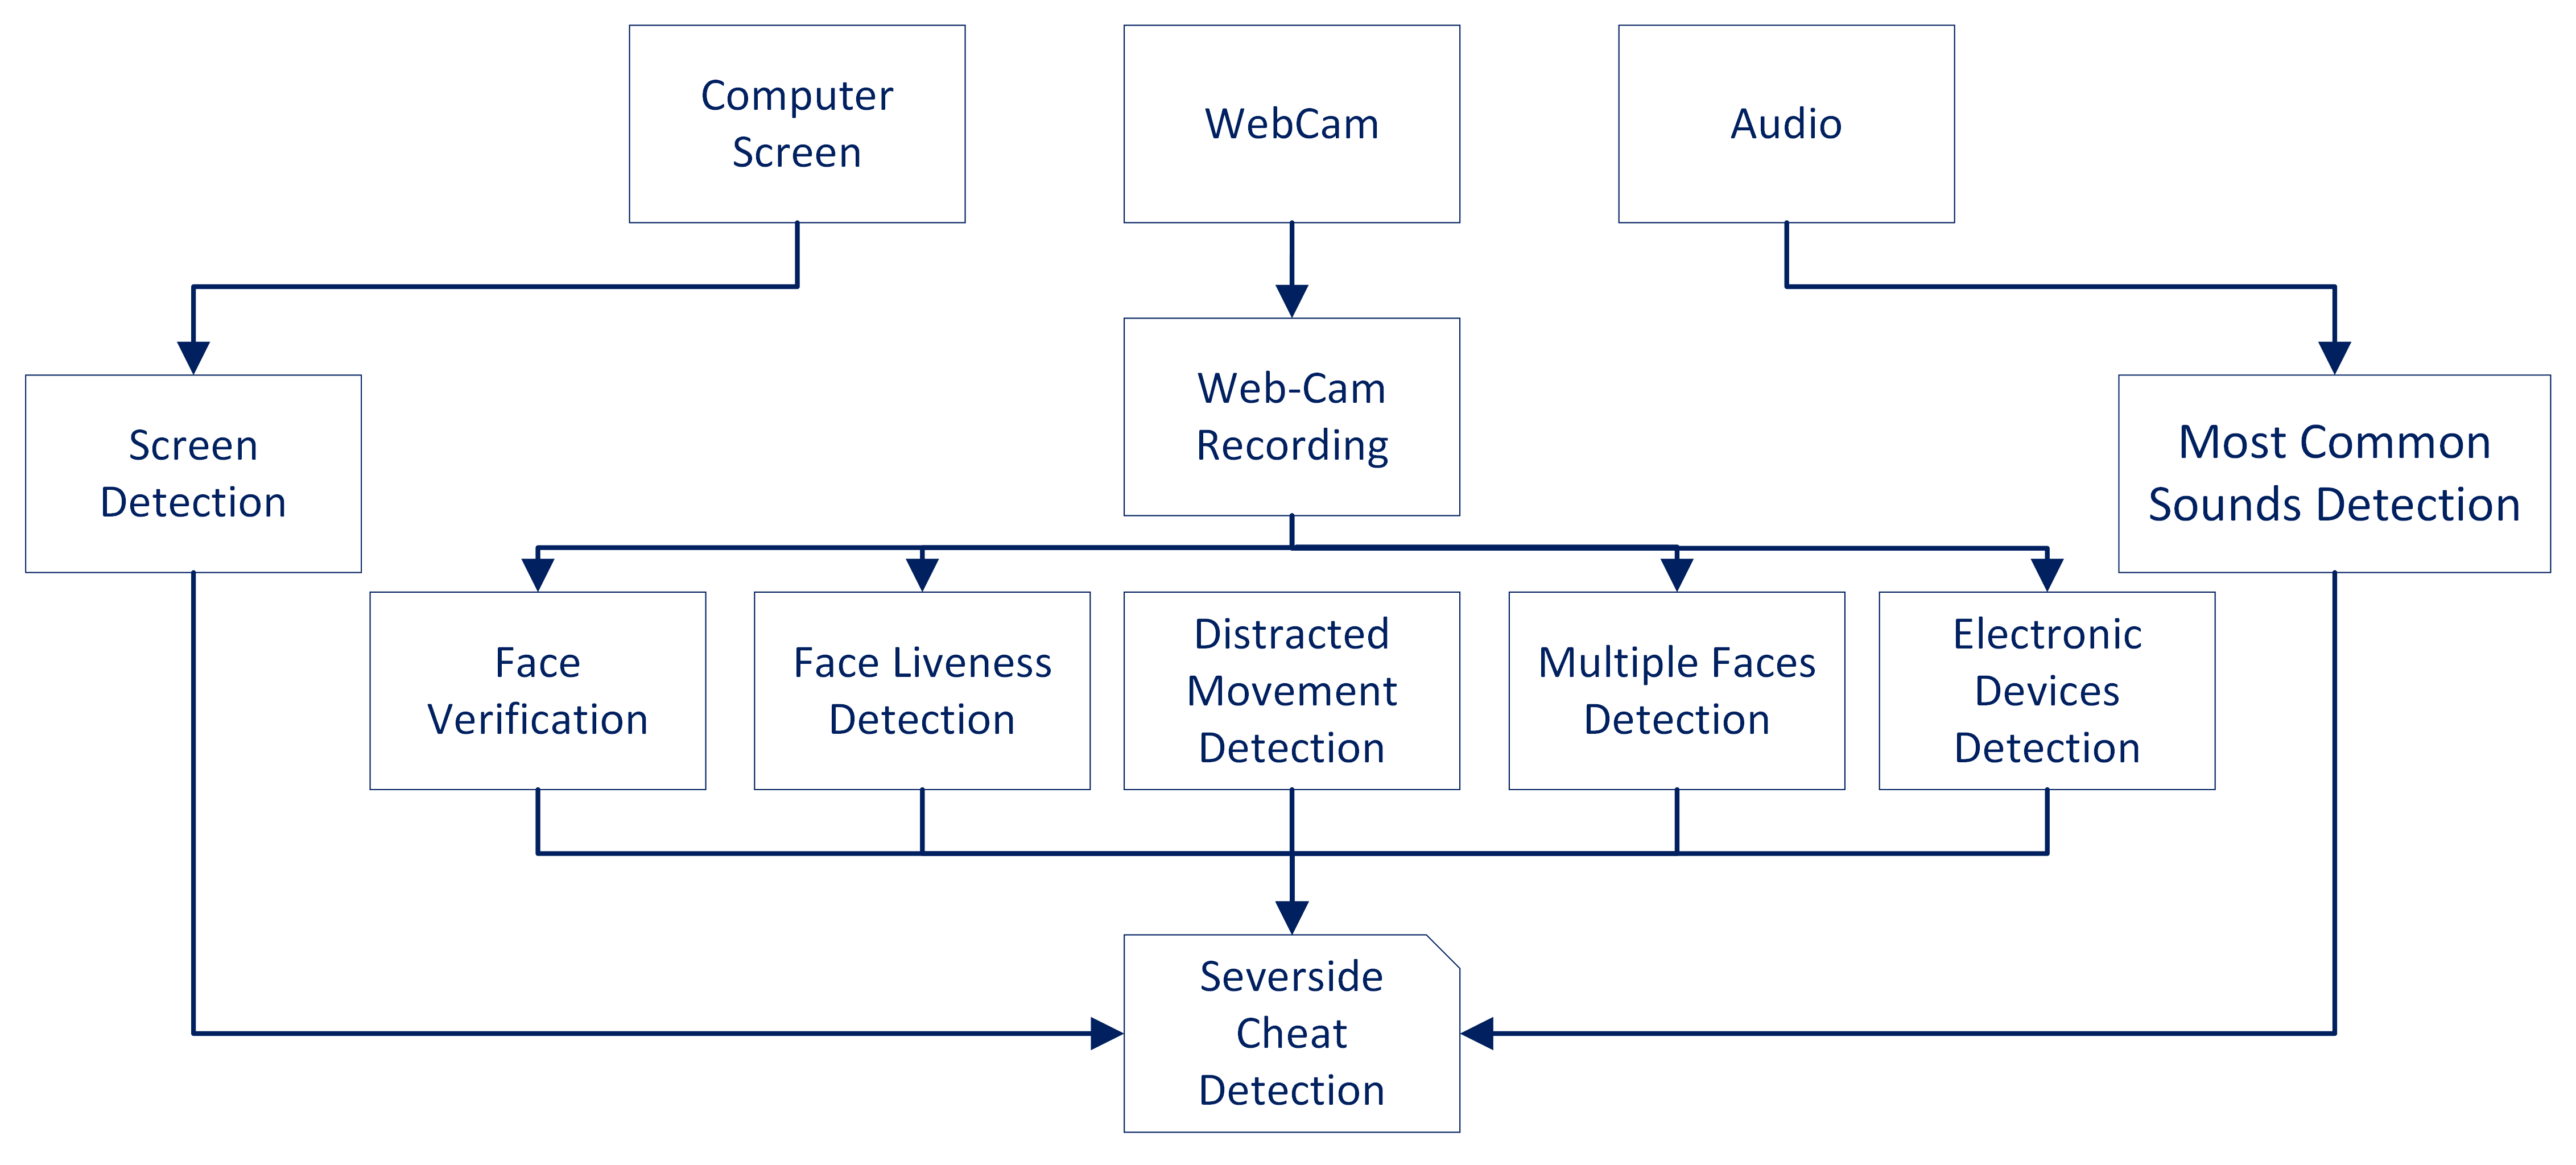 Computer
Screen
WebCam
Audio
Screen
Detection
Web-Cam
Recording
Most Common
Sounds Detection
Face
Verification
Face Liveness
Detection
Distracted
Movement
Detection
Multiple Faces
Detection
Electronic
Devices
Detection
Severside
Cheat
Detection